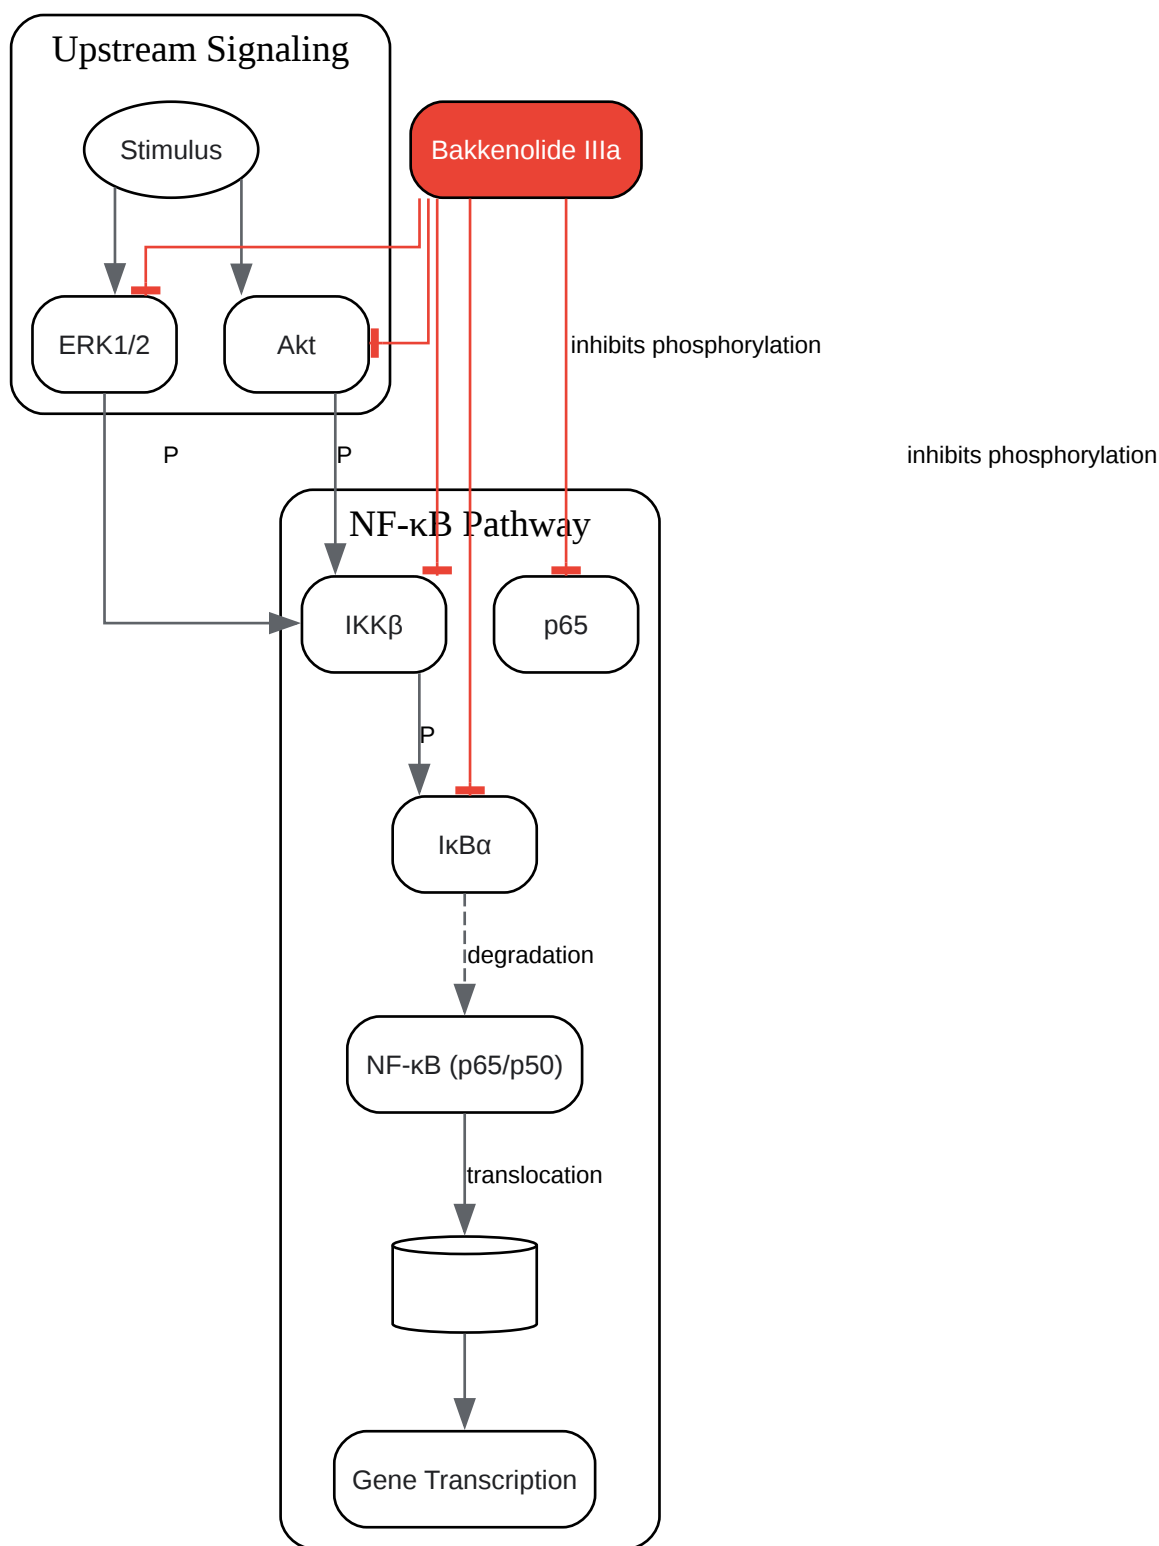 Upstream Signaling
Stimulus
Bakkenolide IIIa
ERK1/2
Akt
inhibits phosphorylation
P
P
inhibits phosphorylation
NF-κB Pathway
IKKβ
p65
P
IκBα
degradation
NF-κB (p65/p50)
translocation
Gene Transcription